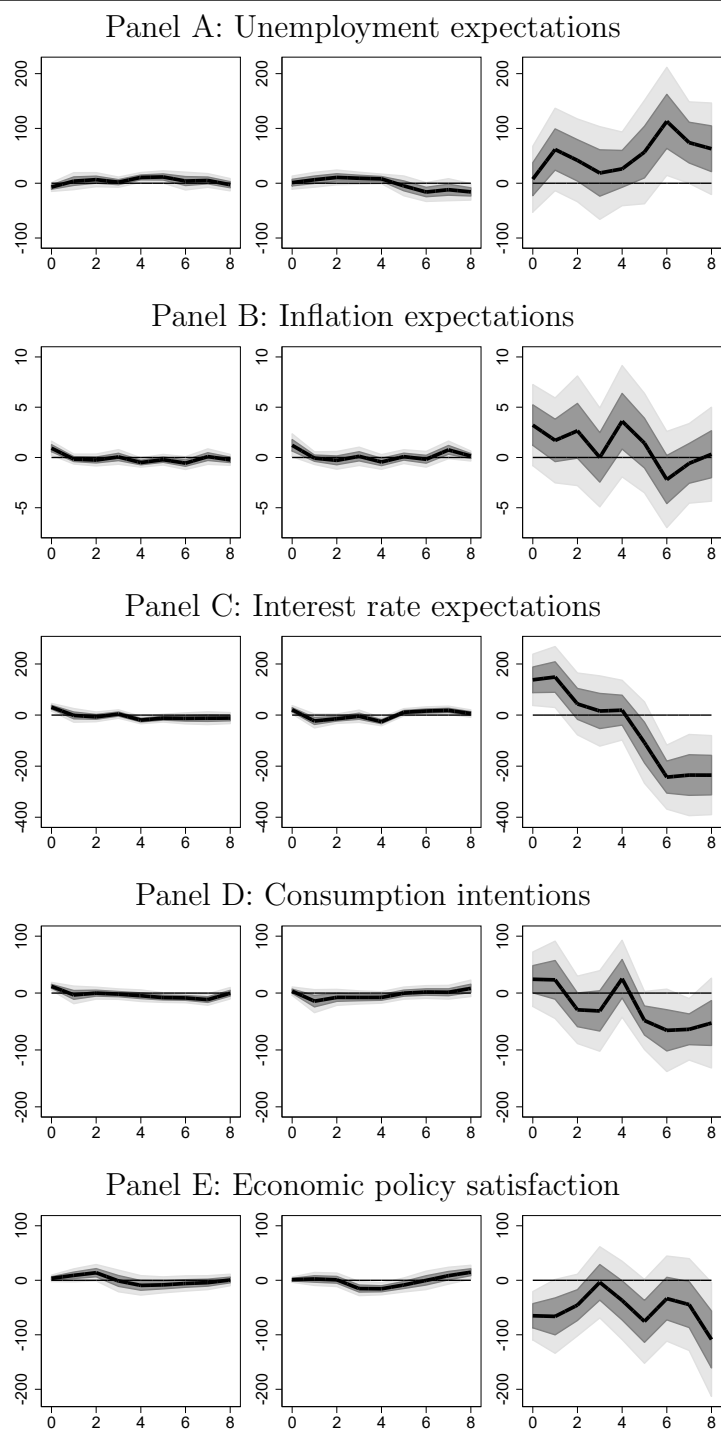 Panel A: Unemployment expectations
200 200 200
100 100 100
0 0 0
-100 -100 -100
0 2 4 6 8 0 2 4 6 8 0 2 4 6 8
Panel B: Inflation expectations
10 10 10
5 5 5
0 0 0
-5 -5 -5
0 2 4 6 8 0 2 4 6 8 0 2 4 6 8
Panel C: Interest rate expectations
200 200 200
0 0 0
-200 -200 -200
-400 -400 -400
0 2 4 6 8 0 2 4 6 8 0 2 4 6 8
Panel D: Consumption intentions
100 100 100
0 0 0
-100 -100 -100
-200 -200 -200
0 2 4 6 8 0 2 4 6 8 0 2 4 6 8
Panel E: Economic policy satisfaction
100 100 100
0 0 0
-100 -100 -100
-200 -200 -200
0 2 4 6 8 0 2 4 6 8 0 2 4 6 8